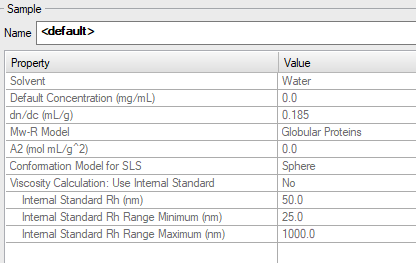 Sample
Name <default>
Property Value
Solvent Water
Default Concentration (mg/mL) 0.0
dn/dc (mL/g) 0.185
Mw-R Model Globular Proteins
A2 (mol mL/g^2) 0.0
Conformation Model for SLS Sphere
Viscosity Calculation: Use Internal Standard No
Internal Standard Rh (nm) 50.0
Internal Standard Rh Range Minimum (nm) 25.0
Internal Standard Rh Range Maximum (nm) 1000.0